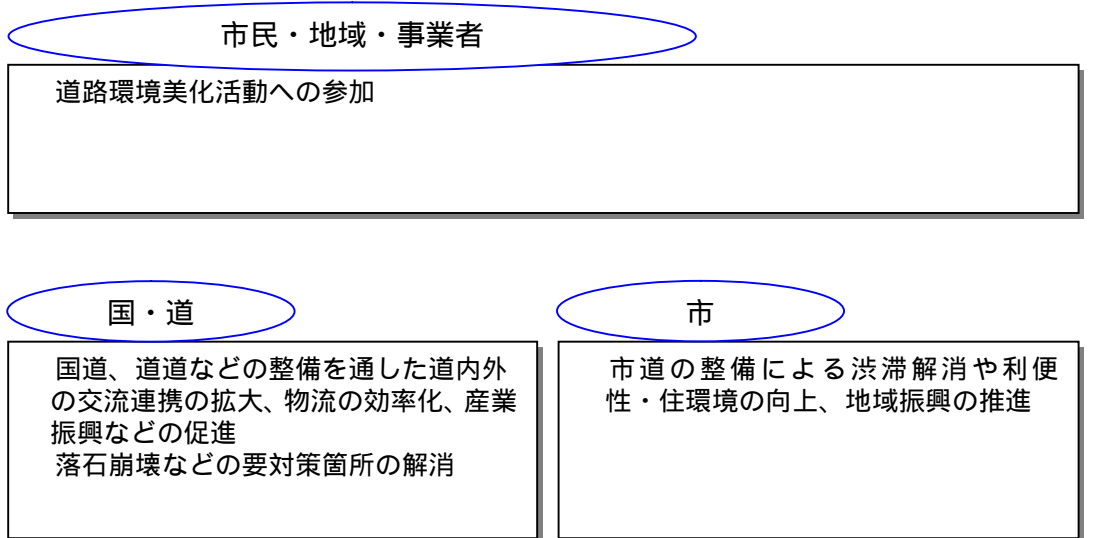 市民・地域・事業者
道路環境美化活動への参加
国・道
国道、道道などの整備を通した道内外
の交流連携の拡大、物流の効率化、産業
振興などの促進
落石崩壊などの要対策箇所の解消
市
市道の整備による渋滞解消や利便
性・住環境の向上、地域振興の推進